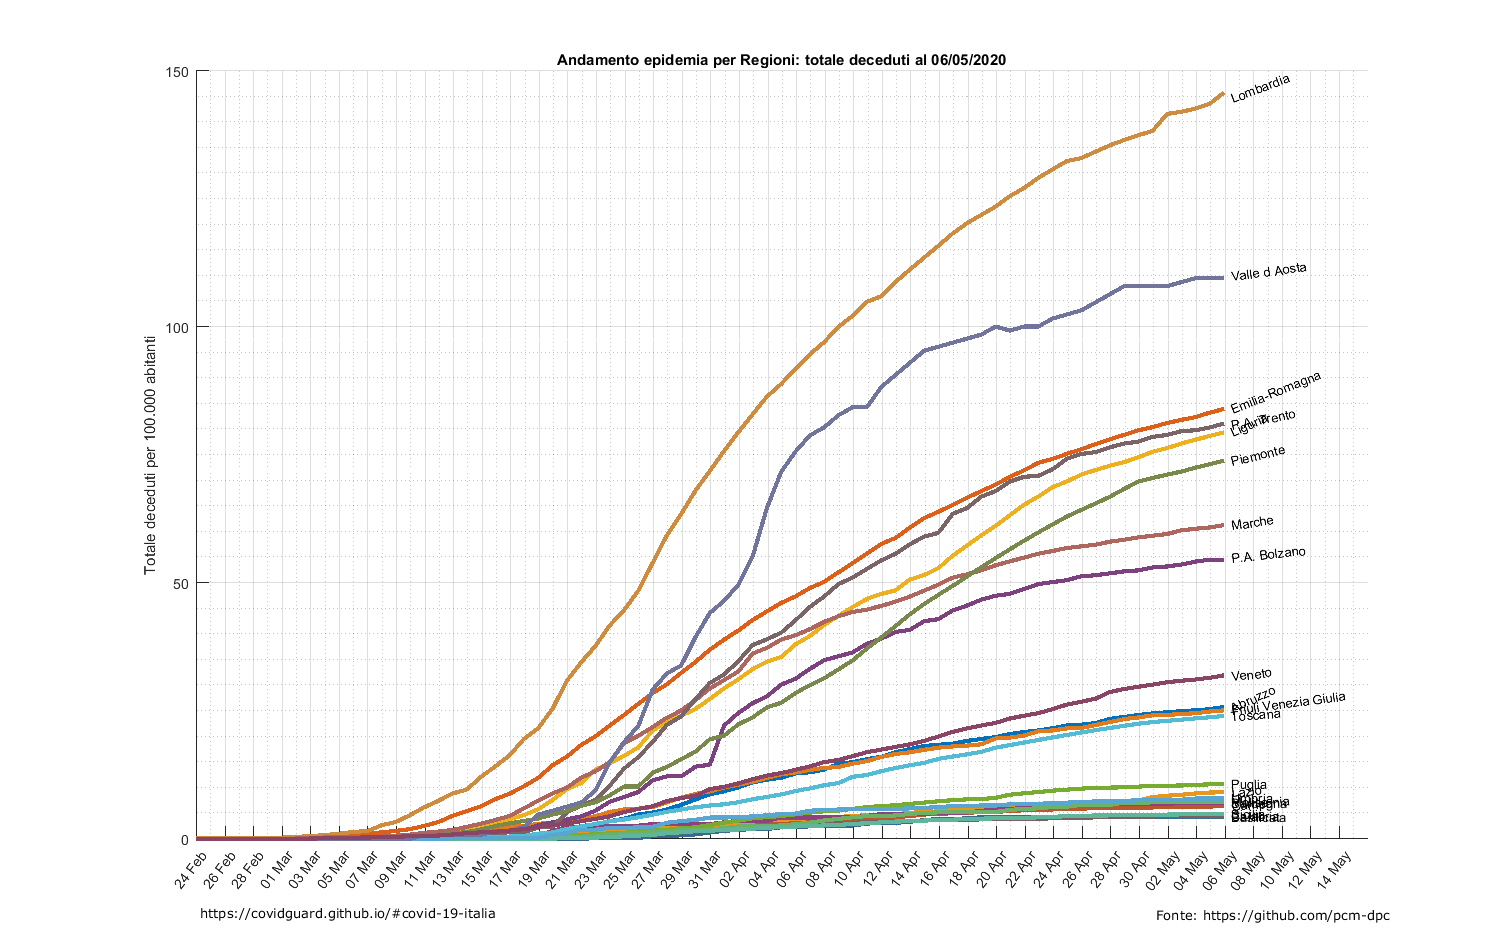 Andamento epidemia per Regioni: totale deceduti al 06/05/2020
Totale deceduti per 100.000 abitanti
150
100
50
0
Lombardia
Valle d Aosta
Emilia-Romagna
P.A. Trento
Liguria
Piemonte
Marche
P.A. Bolzano
Veneto
Abruzzo
Friuli Venezia Giulia
Toscana
Puglia
Lazio
24 Feb
26 Feb
28 Feb
01 Mar
03 Mar
05 Mar
07 Mar
09 Mar
11 Mar
13 Mar
15 Mar
17 Mar
19 Mar
21 Mar
23 Mar
25 Mar
27 Mar
29 Mar
31 Mar
02 Apr
04 Apr
06 Apr
08 Apr
10 Apr
12 Apr
14 Apr
16 Apr
18 Apr
20 Apr
22 Apr
24 Apr
26 Apr
28 Apr
30 Apr
02 May
04 May
06 May
08 May
10 May
12 May
14 May
https://covidguard.github.io/#covid-19-italia
Fonte: https://github.com/pcm-dpc